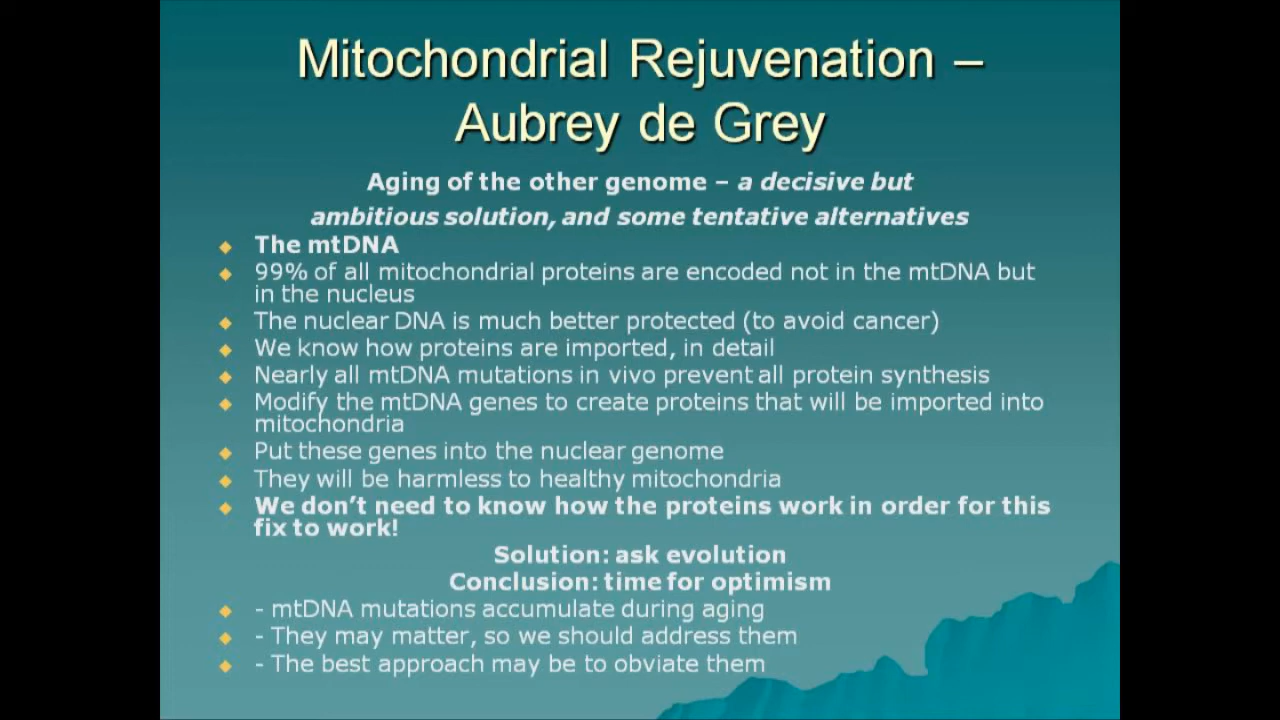 Mitochondrial Rejuvenation –
Aubrey de Grey
Aging of the other genome – a decisive but
ambitious solution, and some tentative alternatives
The mtDNA
99% of all mitochondrial proteins are encoded not in the mtDNA but
in the nucleus
The nuclear DNA is much better protected (to avoid cancer)
We know how proteins are imported, in detail
Nearly all mtDNA mutations in vivo prevent all protein synthesis
Modify the mtDNA genes to create proteins that will be imported into
mitochondria
Put these genes into the nuclear genome
They will be harmless to healthy mitochondria
We don’t need to know how the proteins work in order for this
fix to work!
Solution: ask evolution
Conclusion: time for optimism
- mtDNA mutations accumulate during aging
- They may matter, so we should address them
- The best approach may be to obviate them